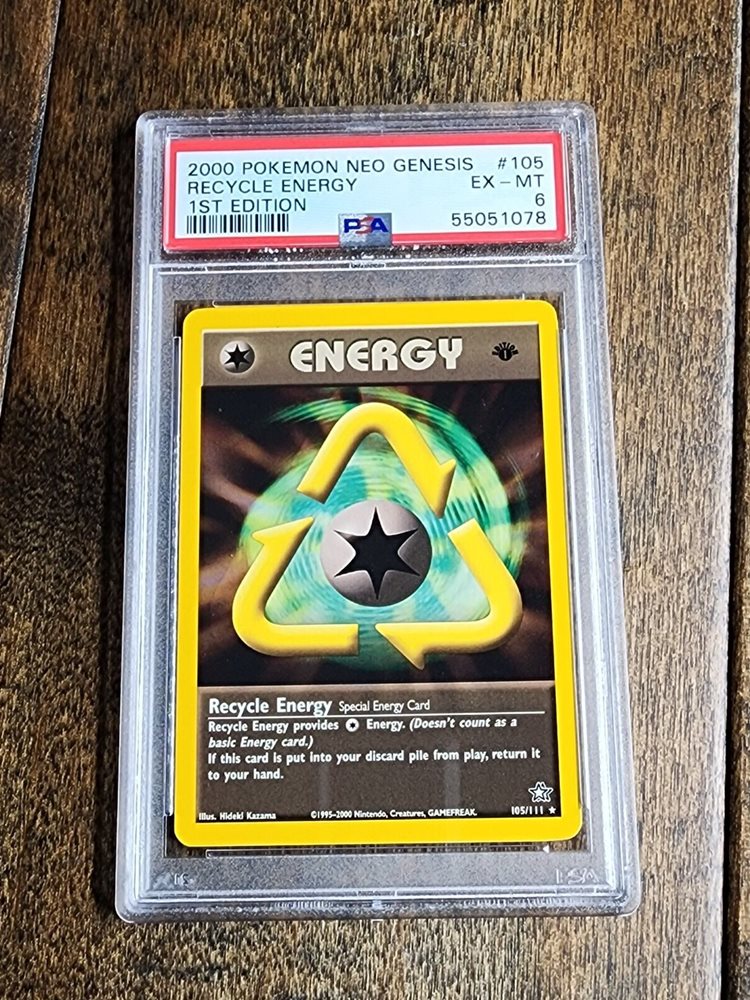 2000 POKEMON NEO GENESIS #105
RECYCLE ENERGY EX - MT
1ST EDITION 6
PSA 55051078
ENERGY
1
Recycle Energy Special Energy Card
Recycle Energy provides Energy. (Doesn't count as a
basic Energy card.)
If this card is put into your discard pile from play, return it
to your hand.
Illus. Hideki Kazama ©1995-2000 Nintendo, Creatures, GAMEFREAK. 105/111 ★